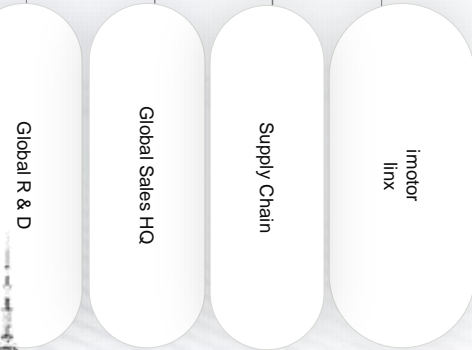 Global R & D
Global Sales HQ
Supply Chain
imotor
linx